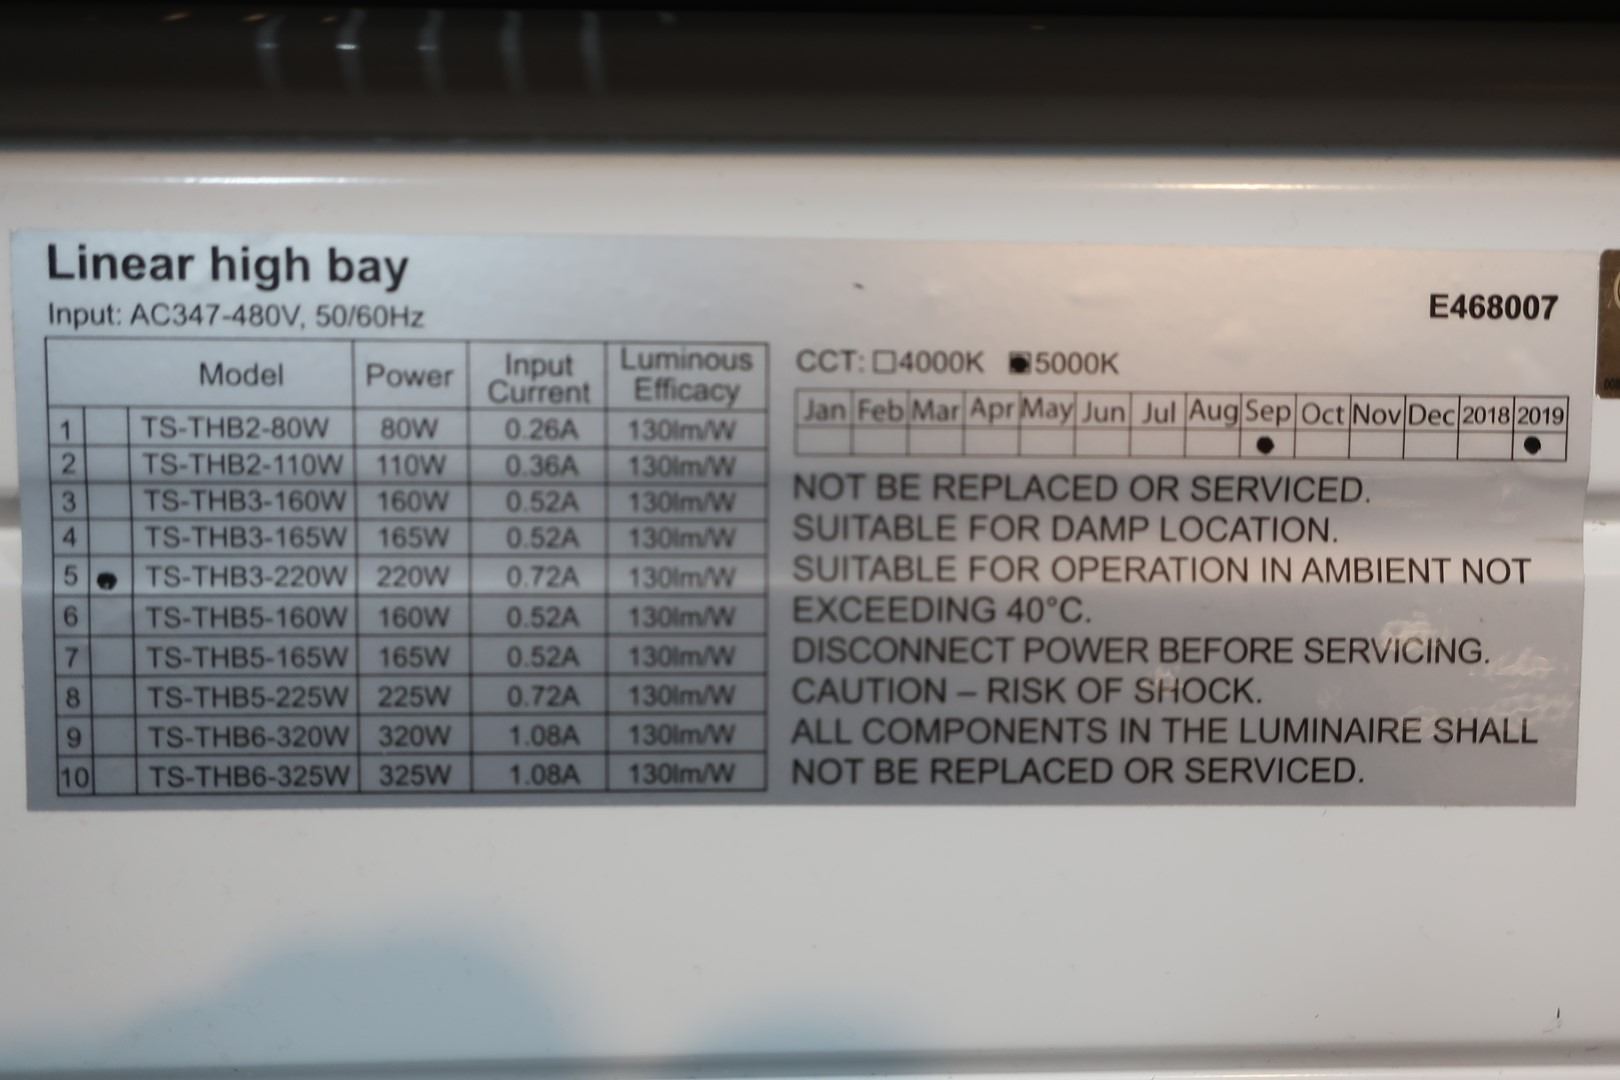 Linear high bay
Input: AC347-480V, 50/60Hz
E468007
Model Power Input Current Luminous Efficacy
1 TS-THB2-80W 80W 0.26A 130lm/W
2 TS-THB2-110W 110W 0.36A 130lm/W
3 TS-THB3-160W 160W 0.52A 130lm/W
4 TS-THB3-165W 165W 0.52A 130lm/W
5 ● TS-THB3-220W 220W 0.72A 130lm/W
6 TS-THB5-160W 160W 0.52A 130lm/W
7 TS-THB5-165W 165W 0.52A 130lm/W
8 TS-THB5-225W 225W 0.72A 130lm/W
9 TS-THB6-320W 320W 1.08A 130lm/W
10 TS-THB6-325W 325W 1.08A 130lm/W
CCT: □4000K ■5000K
Jan Feb Mar Apr May Jun Jul Aug Sep Oct Nov Dec 2018 2019
● ●
NOT BE REPLACED OR SERVICED.
SUITABLE FOR DAMP LOCATION.
SUITABLE FOR OPERATION IN AMBIENT NOT
EXCEEDING 40°C.
DISCONNECT POWER BEFORE SERVICING.
CAUTION – RISK OF SHOCK.
ALL COMPONENTS IN THE LUMINAIRE SHALL
NOT BE REPLACED OR SERVICED.